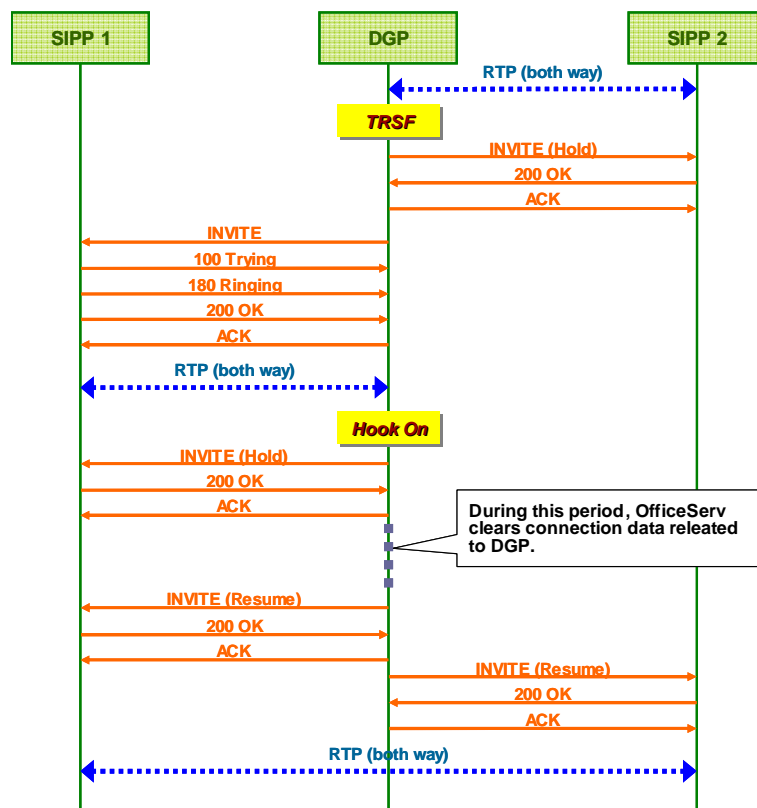 SIPP 1
DGP
SIPP 2
RTP (both way)
TRSF
INVITE (Hold)
200 OK
ACK
INVITE
100 Trying
180 Ringing
200 OK
ACK
RTP (both way)
Hook On
INVITE (Hold)
200 OK
ACK
During this period, OfficeServ
clears connection data releated
to DGP.
INVITE (Resume)
200 OK
ACK
INVITE (Resume)
200 OK
ACK
RTP (both way)